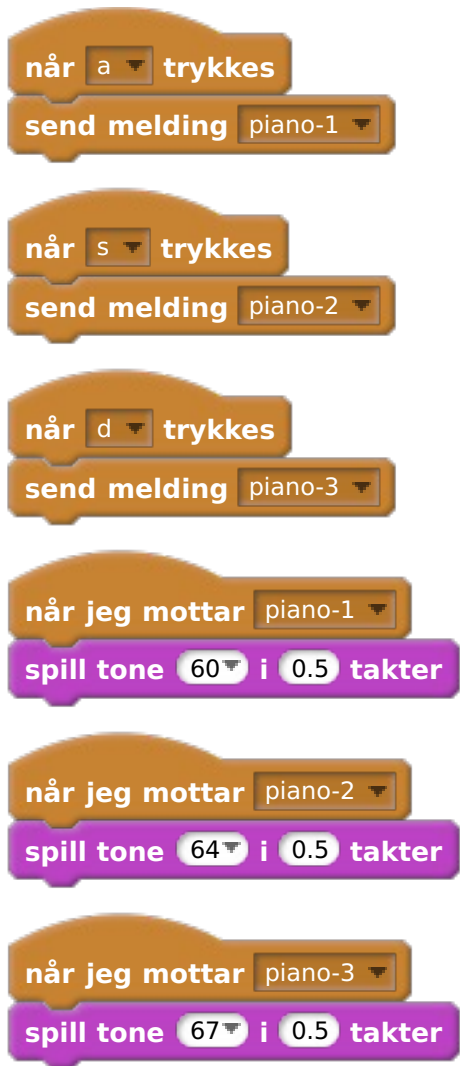 når a trykkes
send melding piano-1
når s trykkes
send melding piano-2
når d trykkes
send melding piano-3
når jeg mottar piano-1
spill tone 60 i 0.5 takter
når jeg mottar piano-2
spill tone 64 i 0.5 takter
når jeg mottar piano-3
spill tone 67 i 0.5 takter